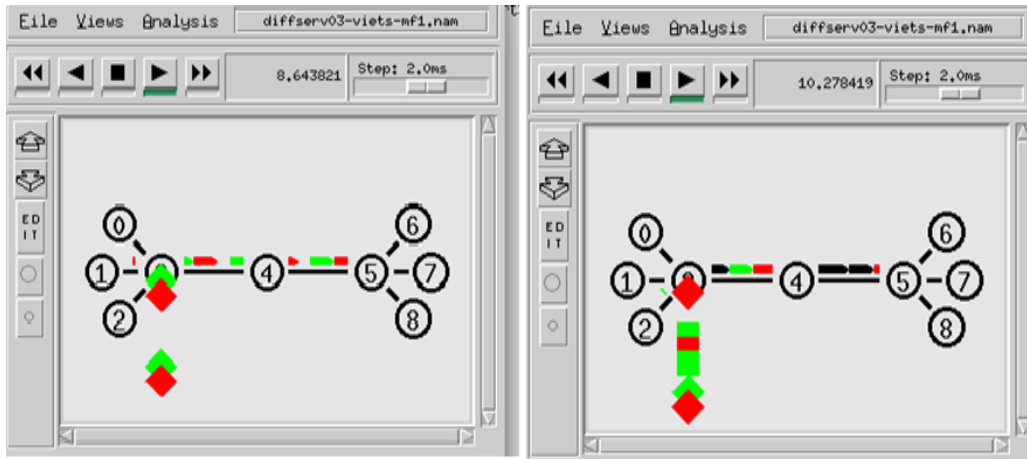 File Views Analysis diffserv03-viets-mf1.nam
8.643821 Step: 2.0ms
ED
IT
0
6
1
4
5
7
2
8
File Views Analysis diffserv03-viets-mf1.nam
10.278419 Step: 2.0ms
ED
IT
0
6
1
4
5
7
2
8